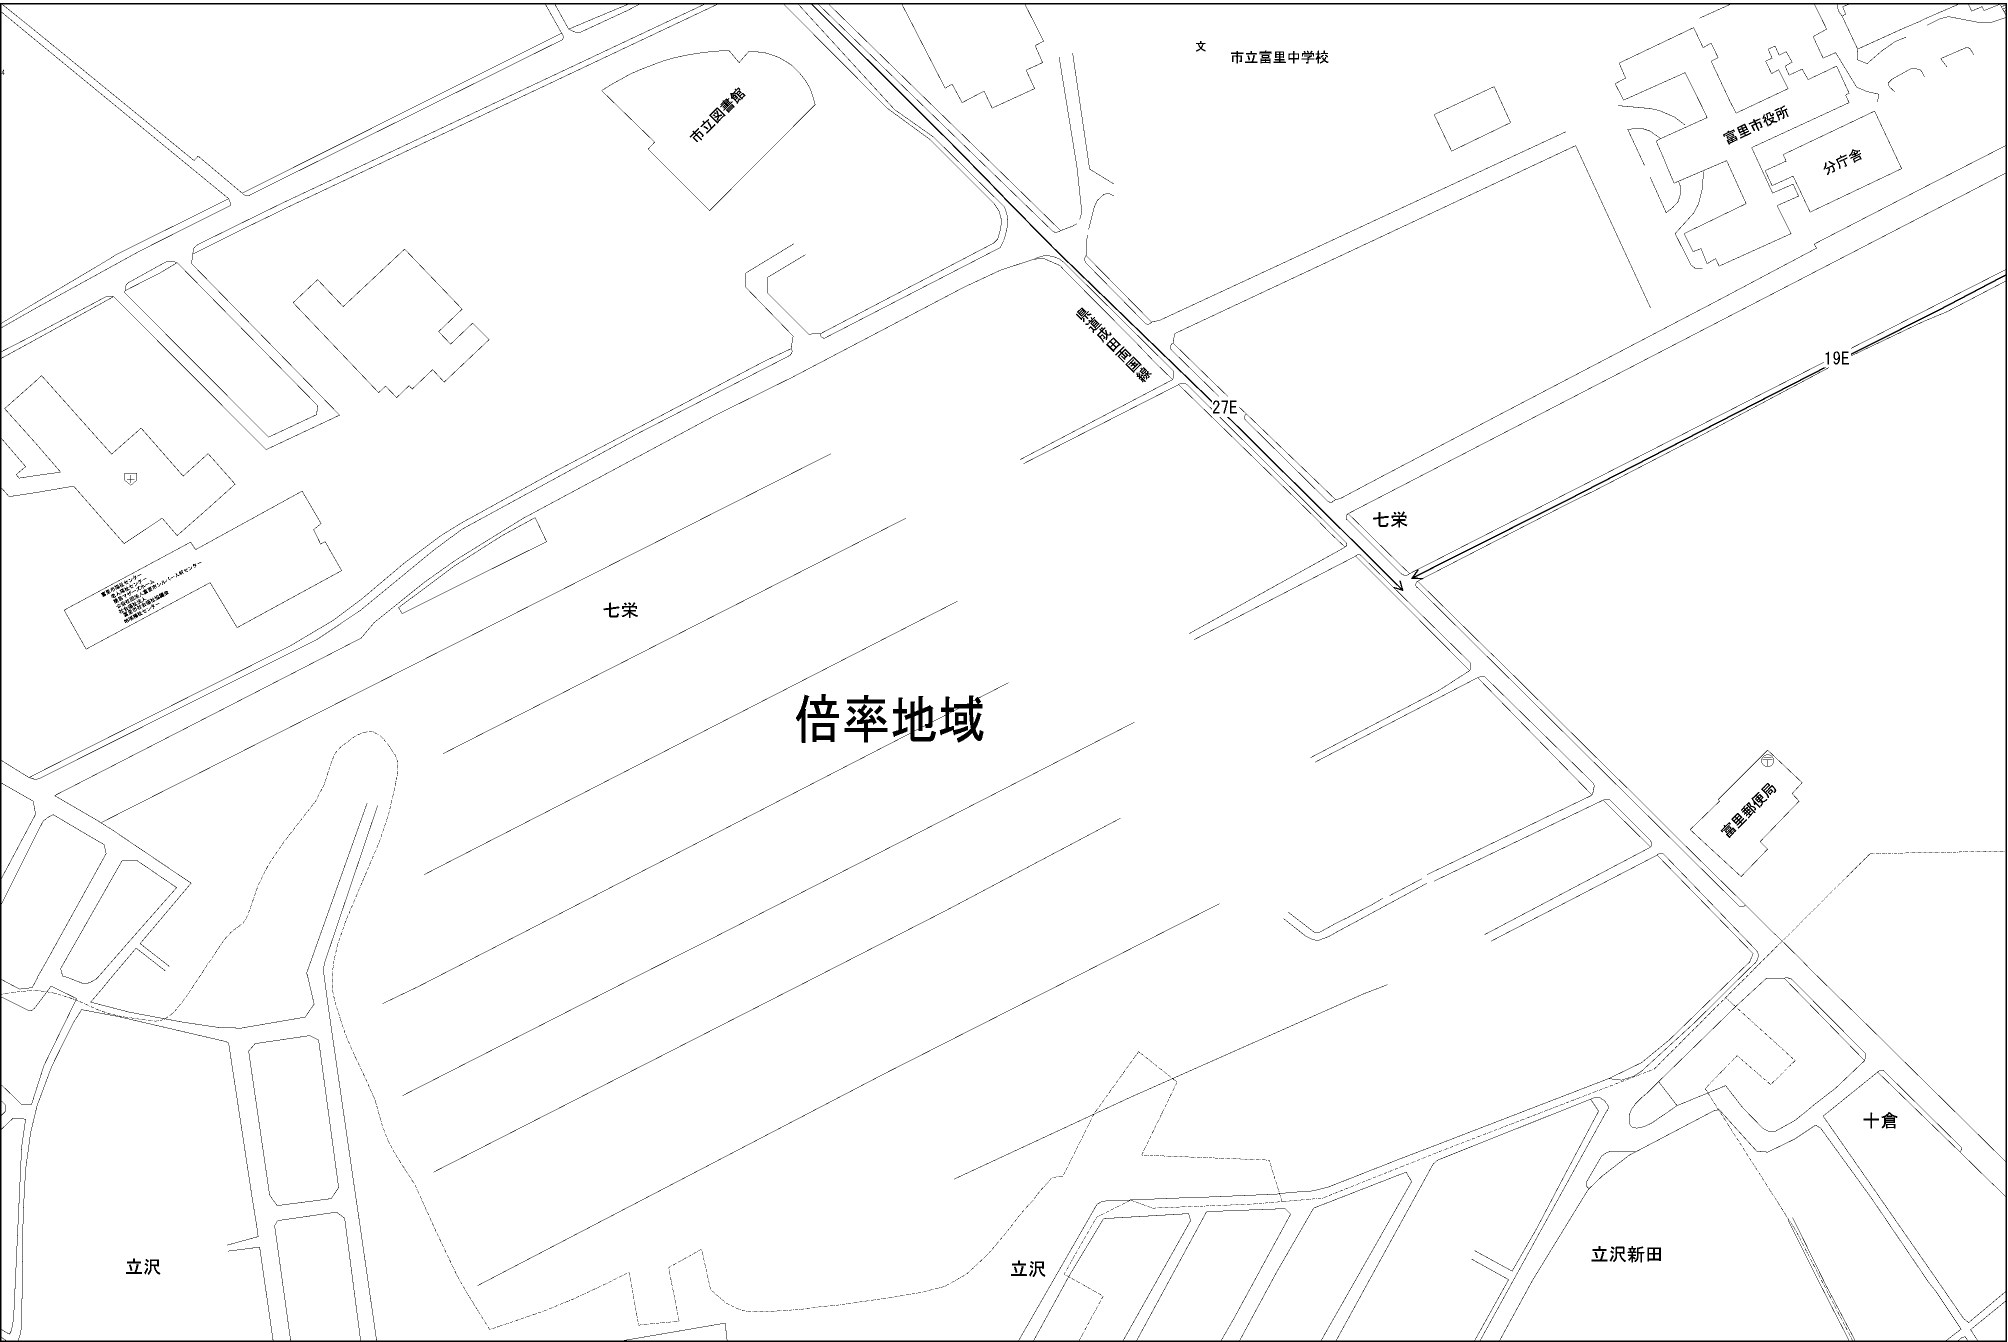 文
市立富里中学校
市立図書館
富里市役所
分庁舎
県道成田両国線
19E
27E
七栄
七栄
倍率地域
富里郵便局
十倉
立沢
立沢
立沢新田